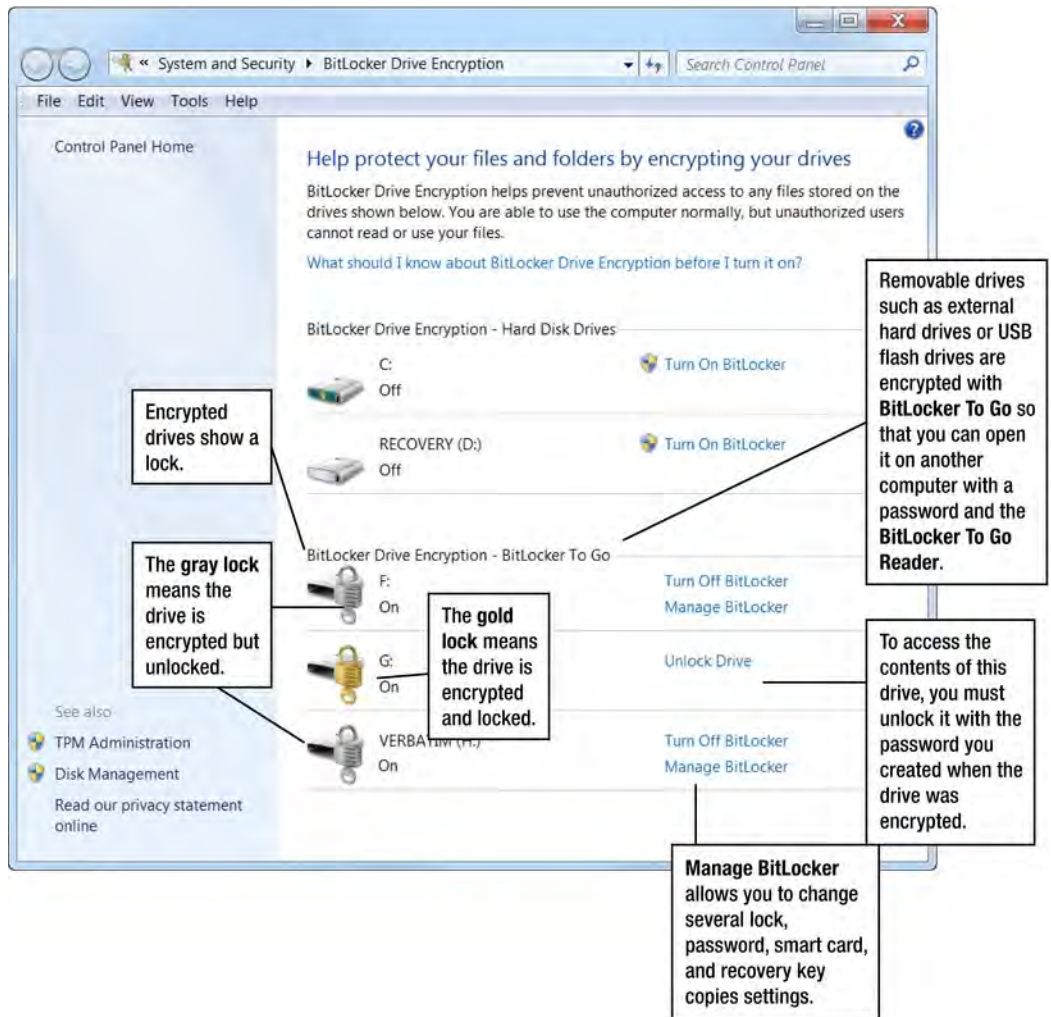 « System and Security ▸ BitLocker Drive Encryption
Search Control Panel
File Edit View Tools Help
Control Panel Home
Help protect your files and folders by encrypting your drives
BitLocker Drive Encryption helps prevent unauthorized access to any files stored on the
drives shown below. You are able to use the computer normally, but unauthorized users
cannot read or use your files.
What should I know about BitLocker Drive Encryption before I turn it on?
BitLocker Drive Encryption - Hard Disk Drives
C:
Off
Turn On BitLocker
RECOVERY (D:)
Off
Turn On BitLocker
BitLocker Drive Encryption - BitLocker To Go
F:
On
Turn Off BitLocker
Manage BitLocker
G:
On
Unlock Drive
VERBATIM (H:)
On
Turn Off BitLocker
Manage BitLocker
See also
TPM Administration
Disk Management
Read our privacy statement
online
Encrypted
drives show a
lock.
The gray lock
means the
drive is
encrypted but
unlocked.
The gold
lock means
the drive is
encrypted
and locked.
Removable drives
such as external
hard drives or USB
flash drives are
encrypted with
BitLocker To Go so
that you can open
it on another
computer with a
password and the
BitLocker To Go
Reader.
To access the
contents of this
drive, you must
unlock it with the
password you
created when the
drive was
encrypted.
Manage BitLocker
allows you to change
several lock,
password, smart card,
and recovery key
copies settings.